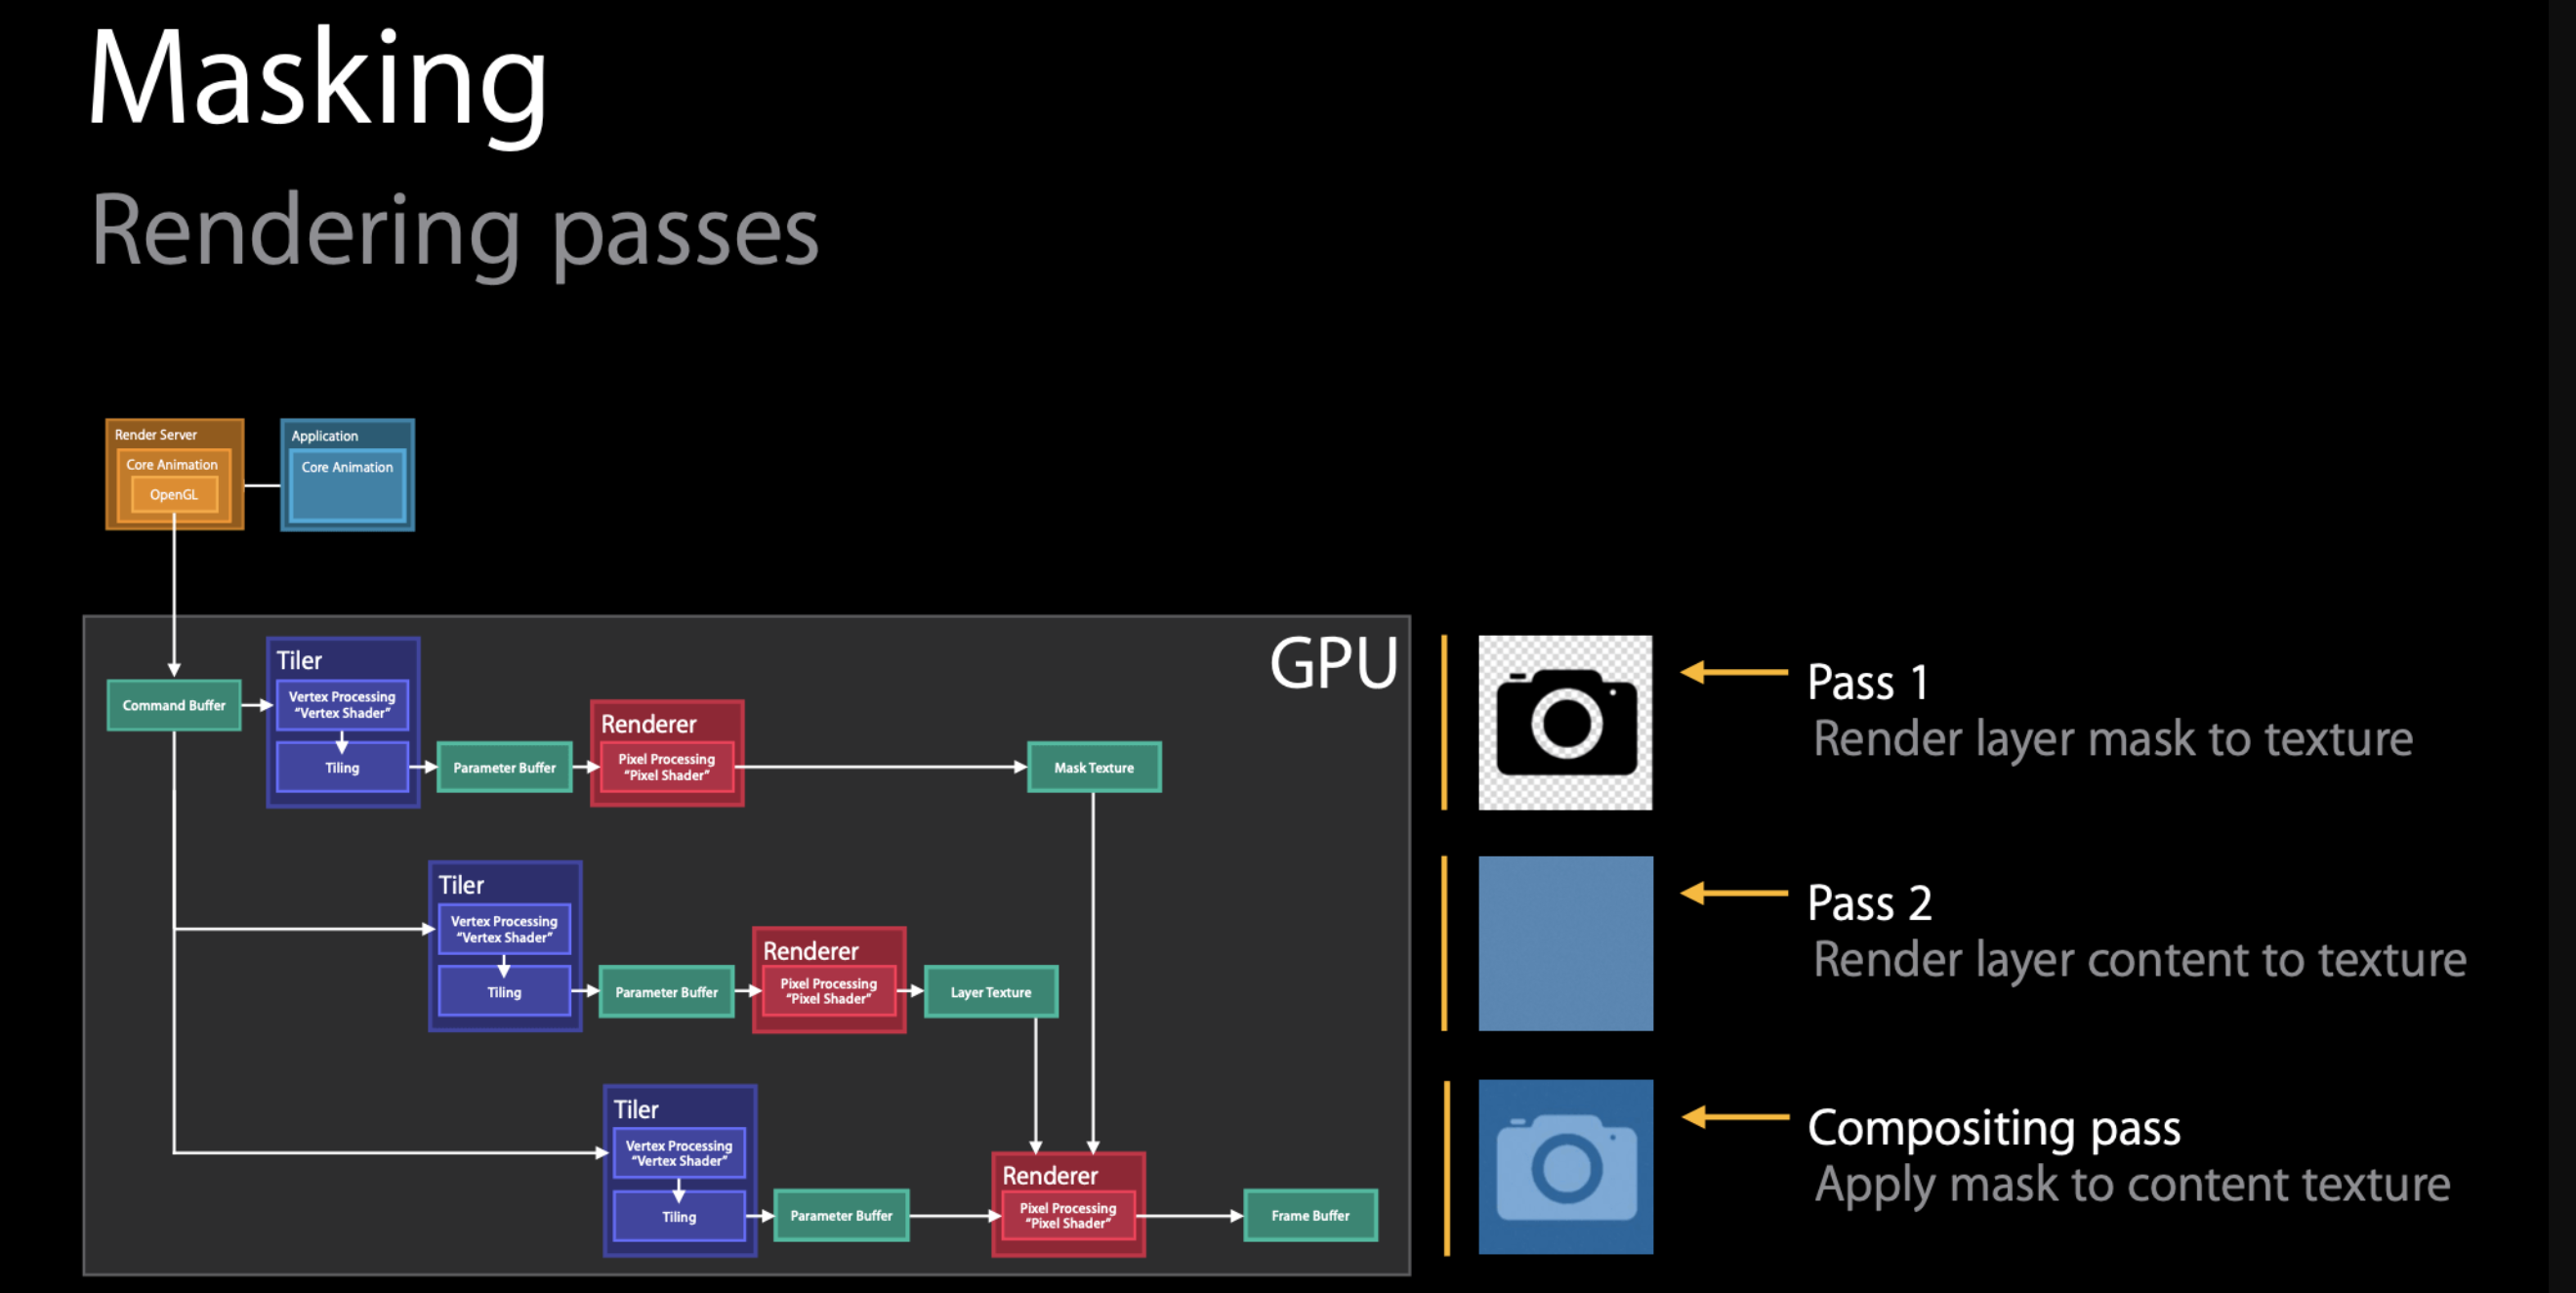 Masking
Rendering passes
Render Server
Core Animation
OpenGL
Application
Core Animation
GPU
Command Buffer
Tiler
Vertex Processing
“Vertex Shader”
Tiling
Parameter Buffer
Renderer
Pixel Processing
“Pixel Shader”
Mask Texture
Pass 1
Render layer mask to texture
Tiler
Vertex Processing
“Vertex Shader”
Tiling
Parameter Buffer
Renderer
Pixel Processing
“Pixel Shader”
Layer Texture
Pass 2
Render layer content to texture
Tiler
Vertex Processing
“Vertex Shader”
Tiling
Parameter Buffer
Renderer
Pixel Processing
“Pixel Shader”
Frame Buffer
Compositing pass
Apply mask to content texture